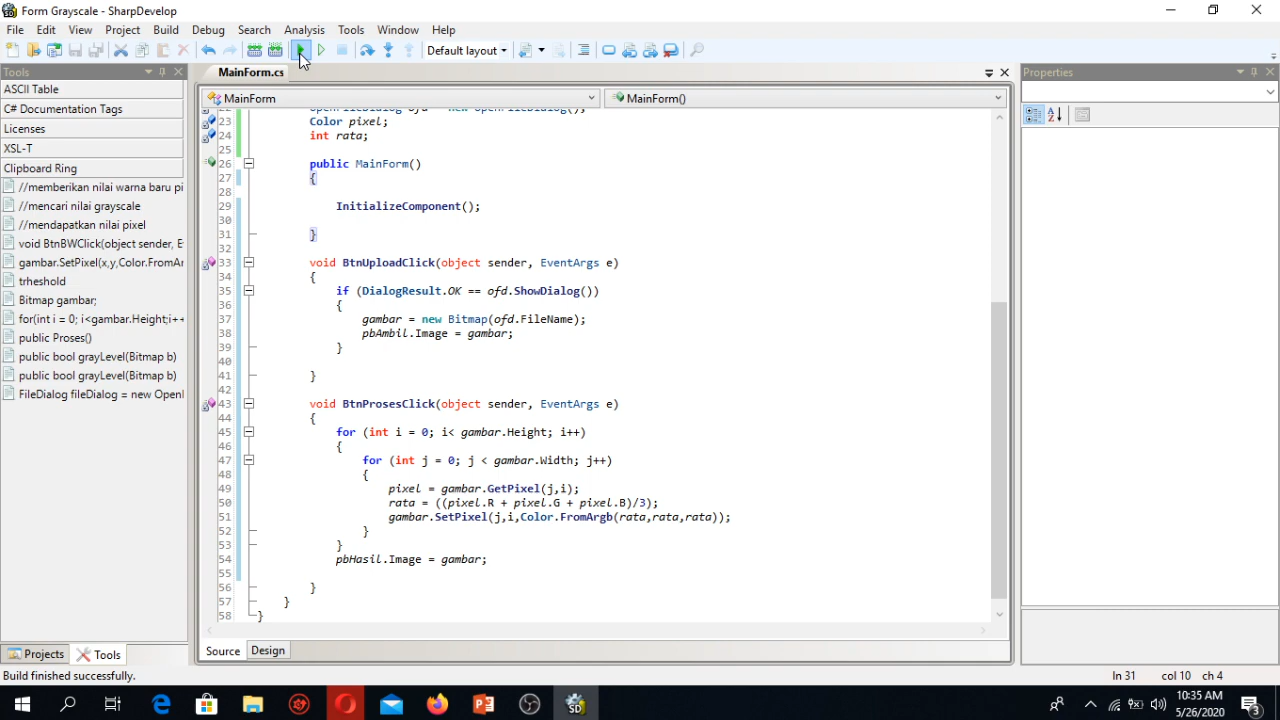 Form Grayscale - SharpDevelop
File Edit View Project Build Debug Search Analysis Tools Window Help
Default layout
Tools
MainForm.cs
Properties
ASCII Table
C# Documentation Tags
Licenses
XSL-T
Clipboard Ring
//memberikan nilai warna baru pi
//mencari nilai grayscale
//mendapatkan nilai pixel
void BtnBWClick(object sender, E
gambar.SetPixel(x,y,Color.FromAr
trheshold
Bitmap gambar;
for(int i = 0; i<gambar.Height;i++
public Proses()
public bool grayLevel(Bitmap b)
public bool grayLevel(Bitmap b)
FileDialog fileDialog = new OpenI
MainForm MainForm()
22 OpenFileDialog ofd = new OpenFileDialog();
23 Color pixel;
24 int rata;
25
26 public MainForm()
27 {
28
29 InitializeComponent();
30
31 }
32
33 void BtnUploadClick(object sender, EventArgs e)
34 {
35 if (DialogResult.OK == ofd.ShowDialog())
36 {
37 gambar = new Bitmap(ofd.FileName);
38 pbAmbil.Image = gambar;
39 }
40
41 }
42
43 void BtnProsesClick(object sender, EventArgs e)
44 {
45 for (int i = 0; i< gambar.Height; i++)
46 {
47 for (int j = 0; j < gambar.Width; j++)
48 {
49 pixel = gambar.GetPixel(j,i);
50 rata = ((pixel.R + pixel.G + pixel.B)/3);
51 gambar.SetPixel(j,i,Color.FromArgb(rata,rata,rata));
52 }
53 }
54 pbHasil.Image = gambar;
55
56 }
57 }
58 }
Source Design
Projects Tools
Build finished successfully.
ln 31 col 10 ch 4
10:35 AM
5/26/2020
3